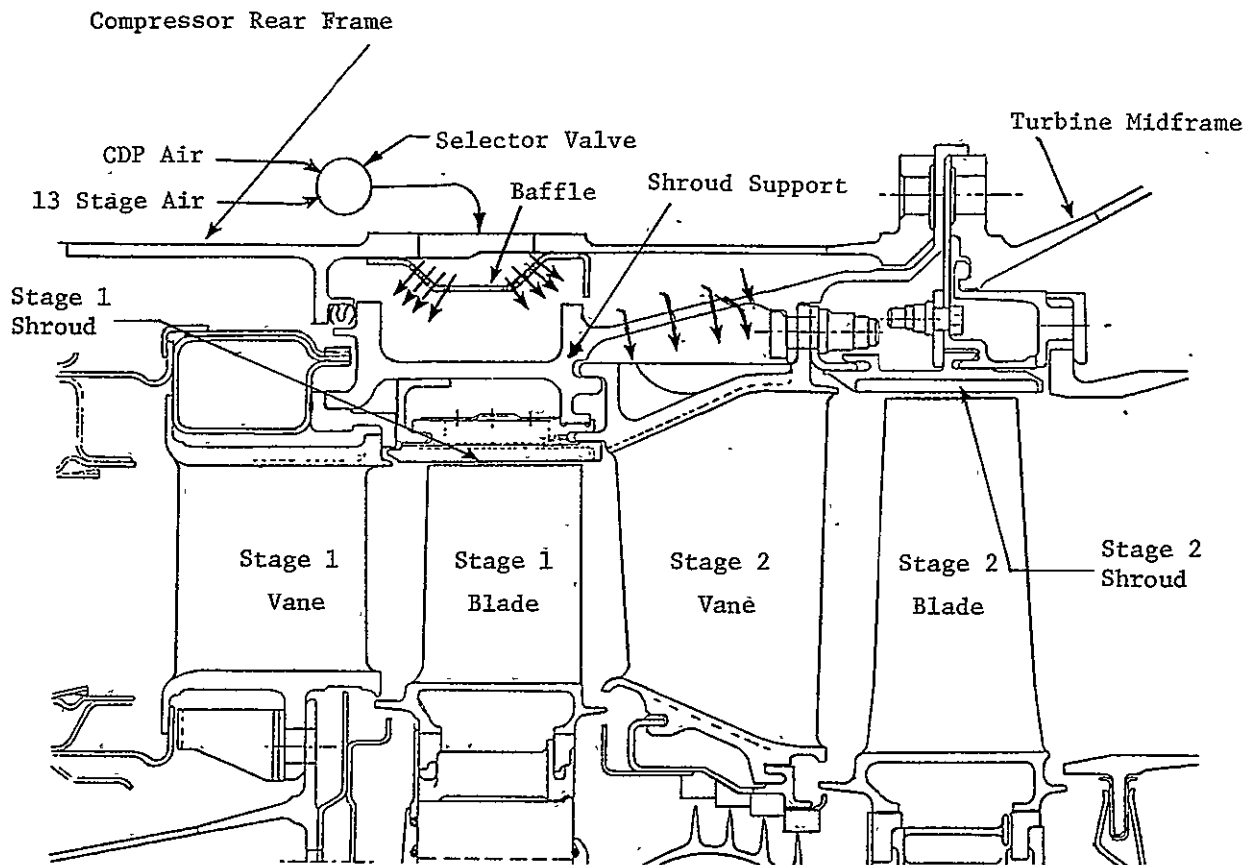 Compressor Rear Frame
CDP Air
Selector Valve
13 Stage Air
Baffle
Shroud Support
Turbine Midframe
Stage 1
Shroud
Stage 1
Vane
Stage 1
Blade
Stage 2
Vane
Stage 2
Blade
Stage 2
Shroud